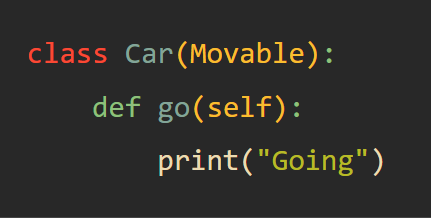 class Car(Movable):
    def go(self):
        print("Going")